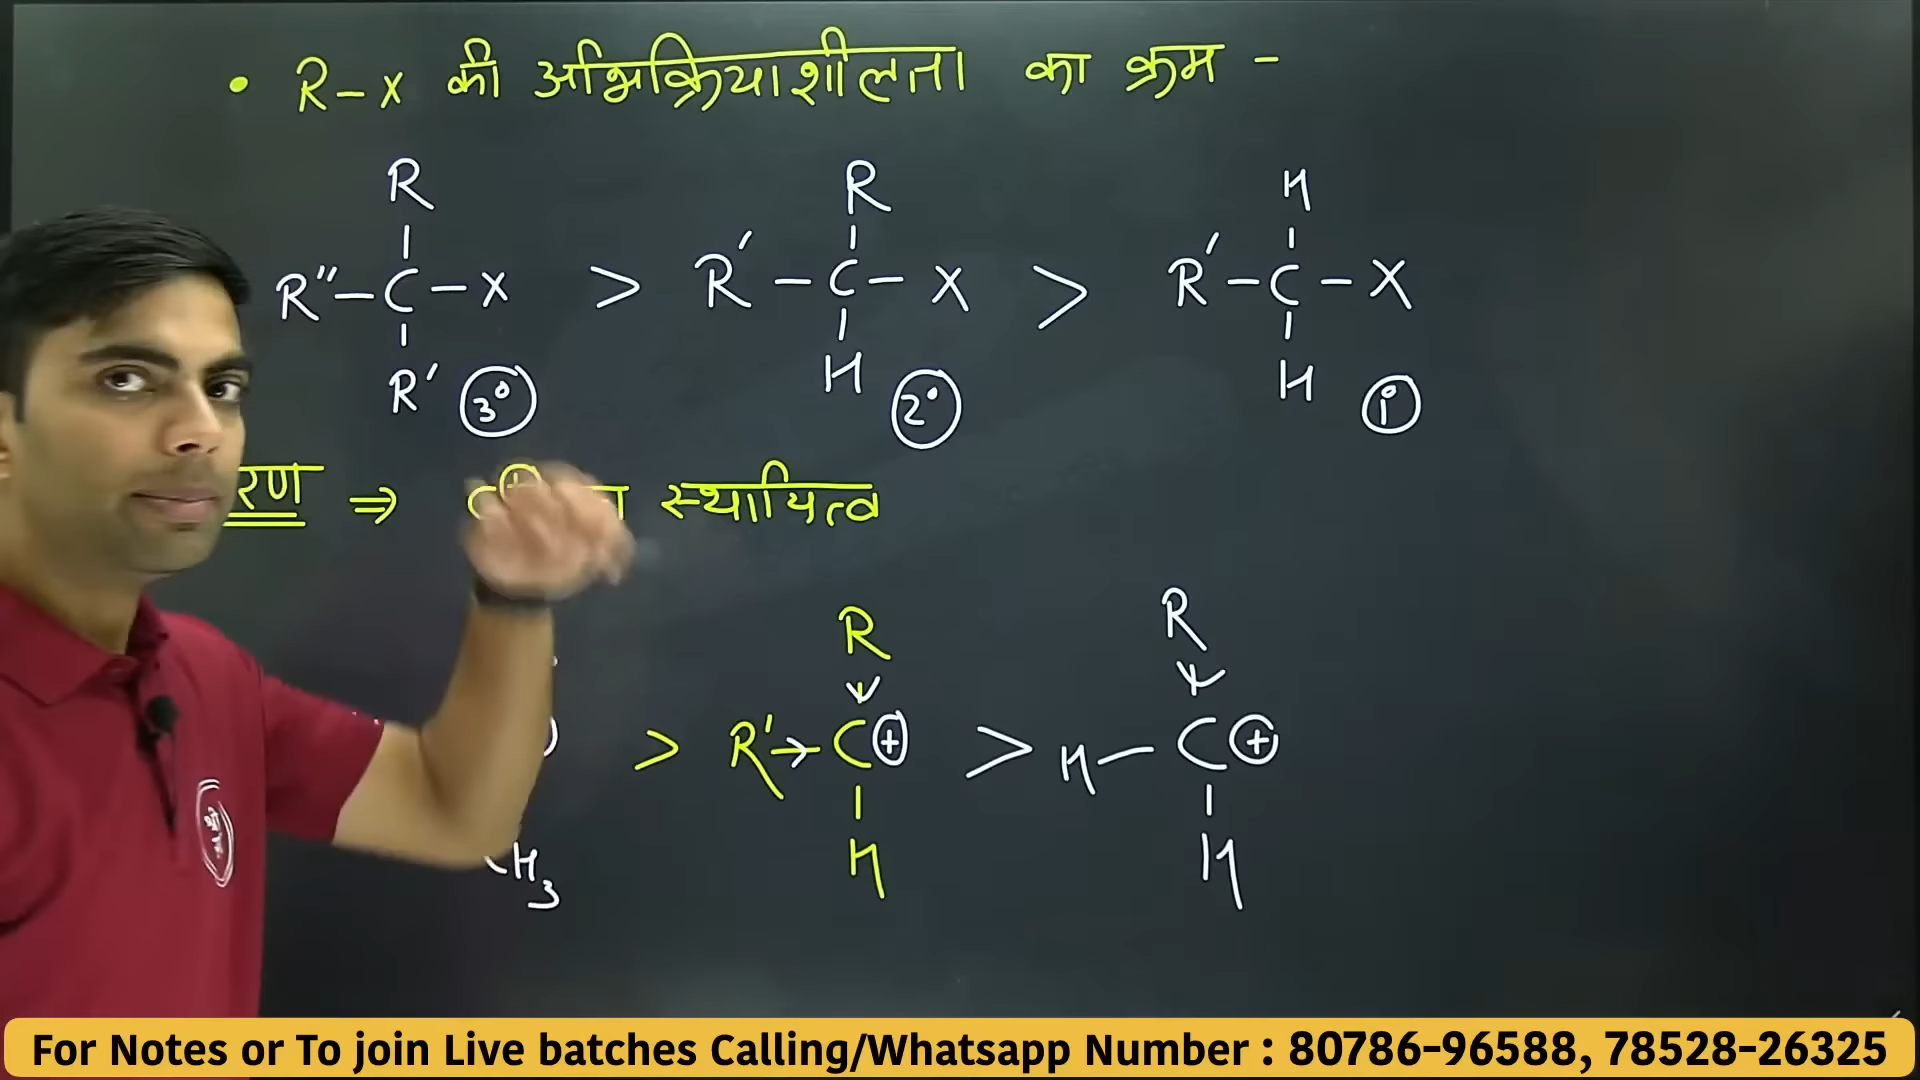 • R-X की अभिक्रियाशीलता का क्रम -
R R H
R"-C-X > R'-C-X > R'-C-X
R' H H
3° 2° 1°
रण ⇒ स्थायित्व
R R
> R'→C⊕ > H-C⊕
H H
CH3
For Notes or To join Live batches Calling/Whatsapp Number : 80786-96588, 78528-26325